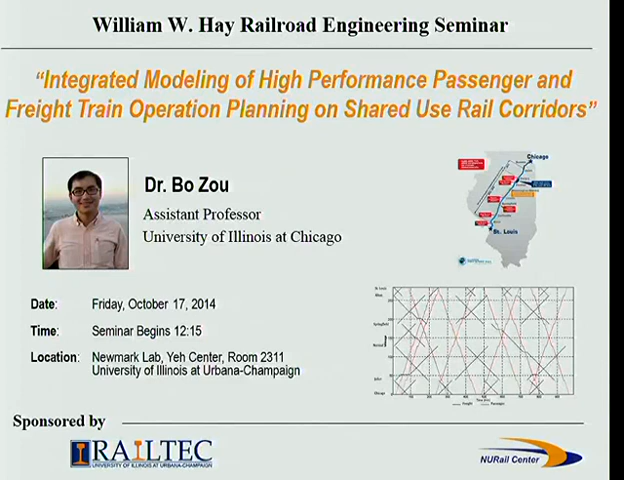 William W. Hay Railroad Engineering Seminar
“Integrated Modeling of High Performance Passenger and
Freight Train Operation Planning on Shared Use Rail Corridors”
Dr. Bo Zou
Assistant Professor
University of Illinois at Chicago
Chicago
St. Louis
Date: Friday, October 17, 2014
Time: Seminar Begins 12:15
Location: Newmark Lab, Yeh Center, Room 2311
University of Illinois at Urbana-Champaign
Sponsored by
RAILTEC
UNIVERSITY OF ILLINOIS AT URBANA-CHAMPAIGN
NURail Center